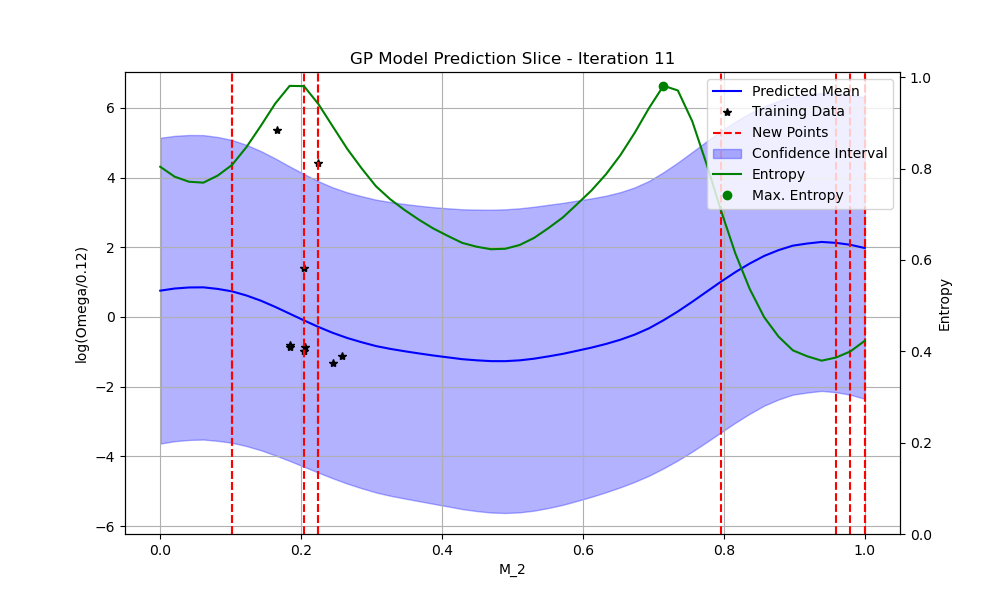 GP Model Prediction Slice - Iteration 11
Predicted Mean
Training Data
New Points
Confidence Interval
Entropy
Max. Entropy
log(Omega/0.12)
6
4
2
0
−2
−4
−6
1.0
0.8
0.6
0.4
0.2
0.0
Entropy
0.0 0.2 0.4 0.6 0.8 1.0
M_2